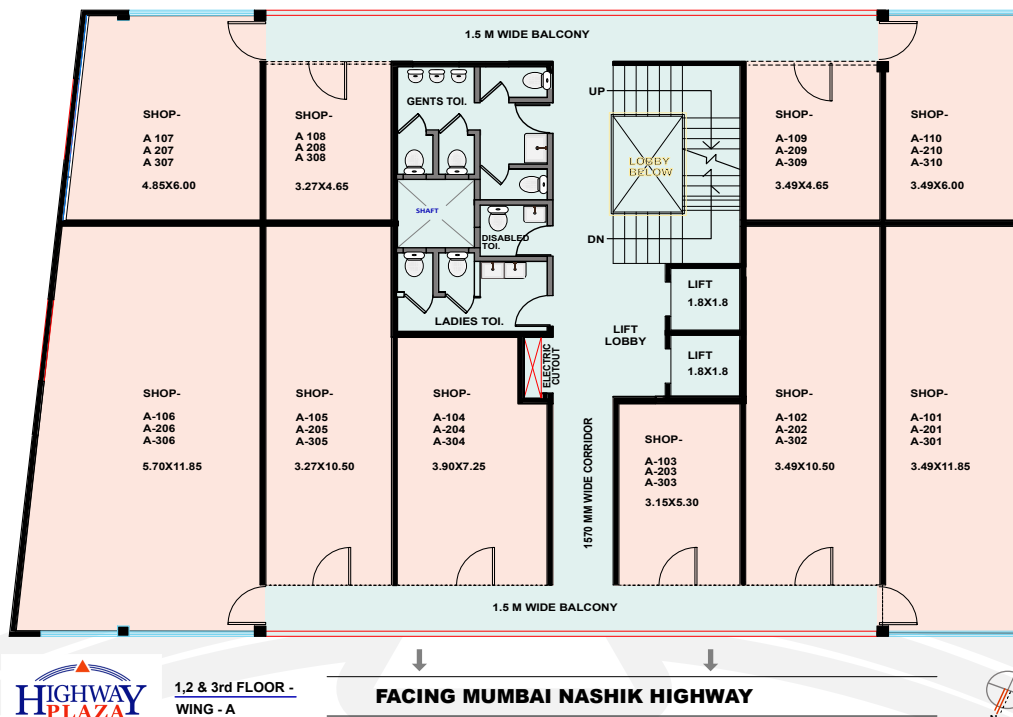 1.5 M WIDE BALCONY
SHOP-
A 107
A 207
A 307
4.85X6.00
SHOP-
A 108
A 208
A 308
3.27X4.65
GENTS TOI.
UP
LOBBY
BELOW
DN
SHOP-
A-109
A-209
A-309
3.49X4.65
SHOP-
A-110
A-210
A-310
3.49X6.00
SHAFT
DISABLED
TOI.
LADIES TOI.
LIFT
1.8X1.8
LIFT
LOBBY
LIFT
1.8X1.8
ELECTRIC
CUTOUT
SHOP-
A-106
A-206
A-306
5.70X11.85
SHOP-
A-105
A-205
A-305
3.27X10.50
SHOP-
A-104
A-204
A-304
3.90X7.25
1570 MM WIDE CORRIDOR
SHOP-
A-103
A-203
A-303
3.15X5.30
SHOP-
A-102
A-202
A-302
3.49X10.50
SHOP-
A-101
A-201
A-301
3.49X11.85
1.5 M WIDE BALCONY
HIGHWAY
PLAZA
1,2 & 3rd FLOOR -
WING - A
FACING MUMBAI NASHIK HIGHWAY